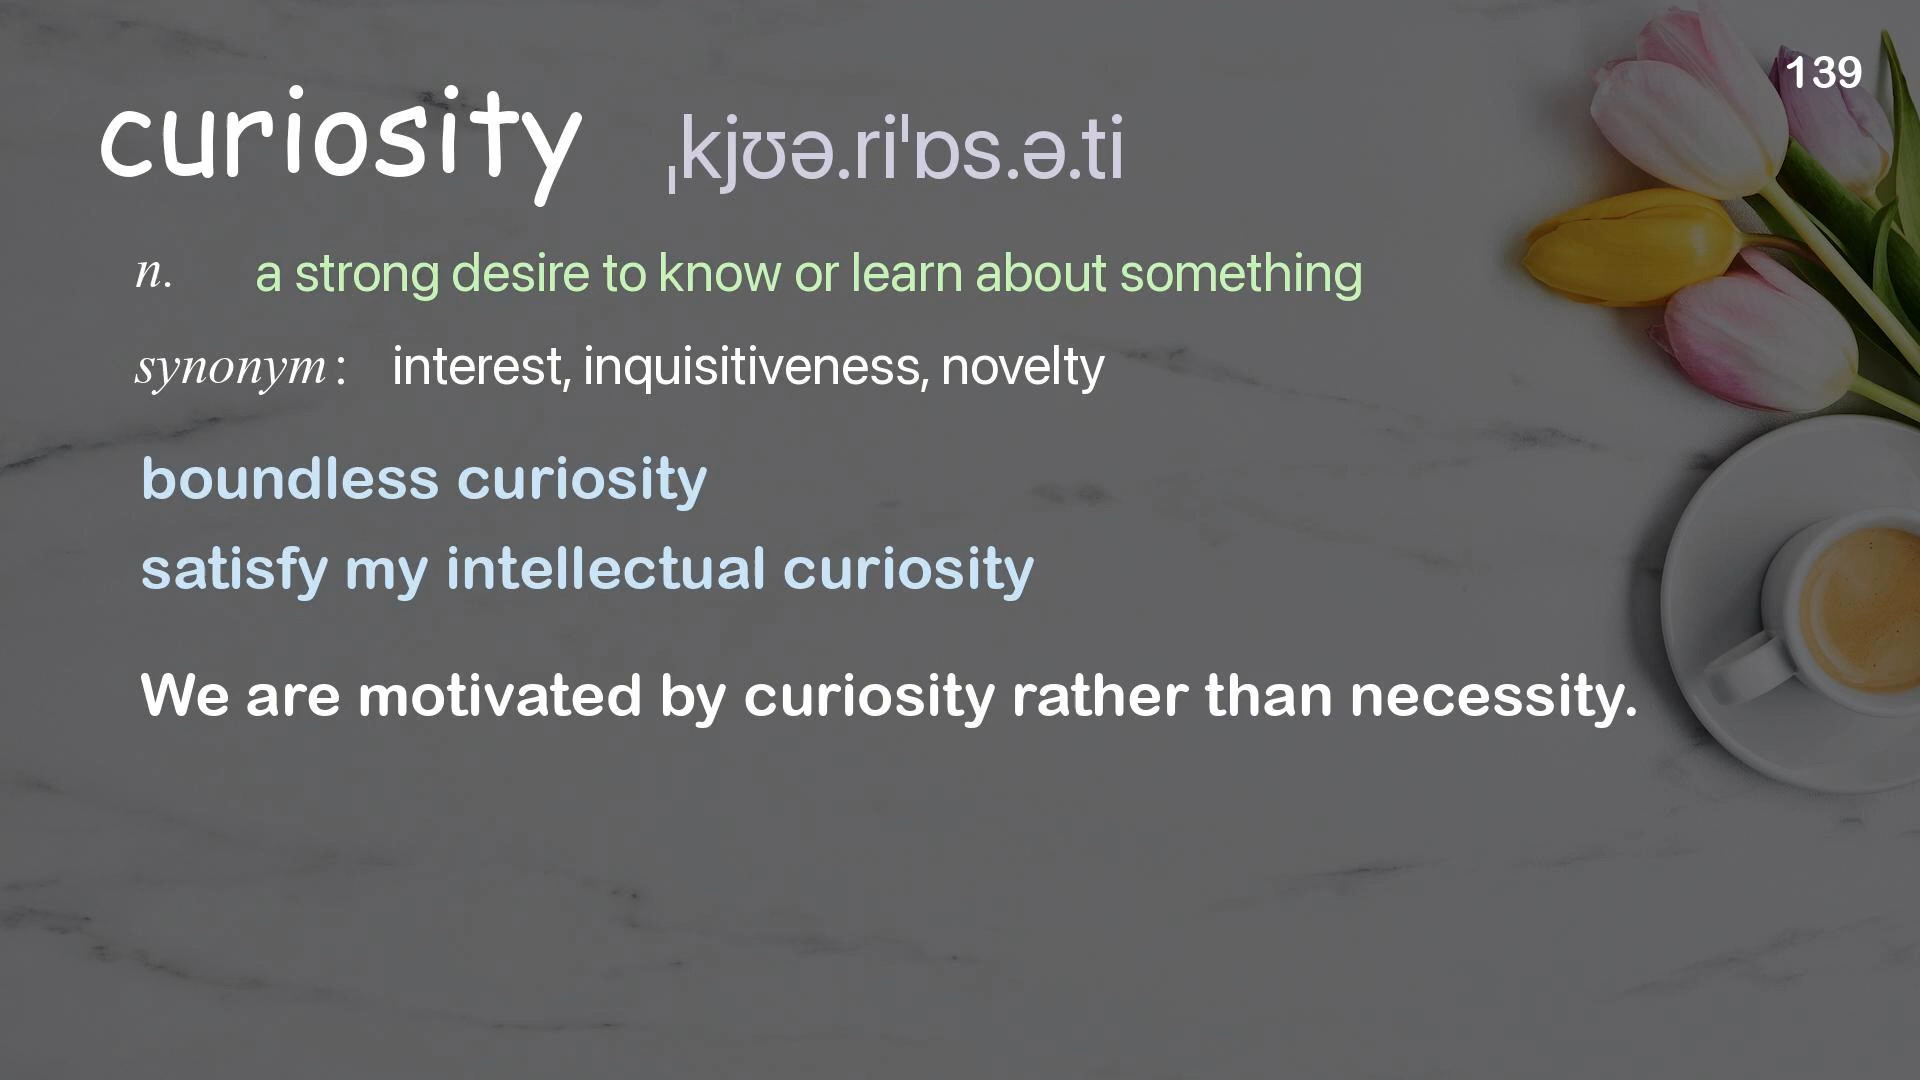 139
curiosity ˌkjʊə.riˈɒs.ə.ti
n. a strong desire to know or learn about something
synonym: interest, inquisitiveness, novelty
boundless curiosity
satisfy my intellectual curiosity
We are motivated by curiosity rather than necessity.